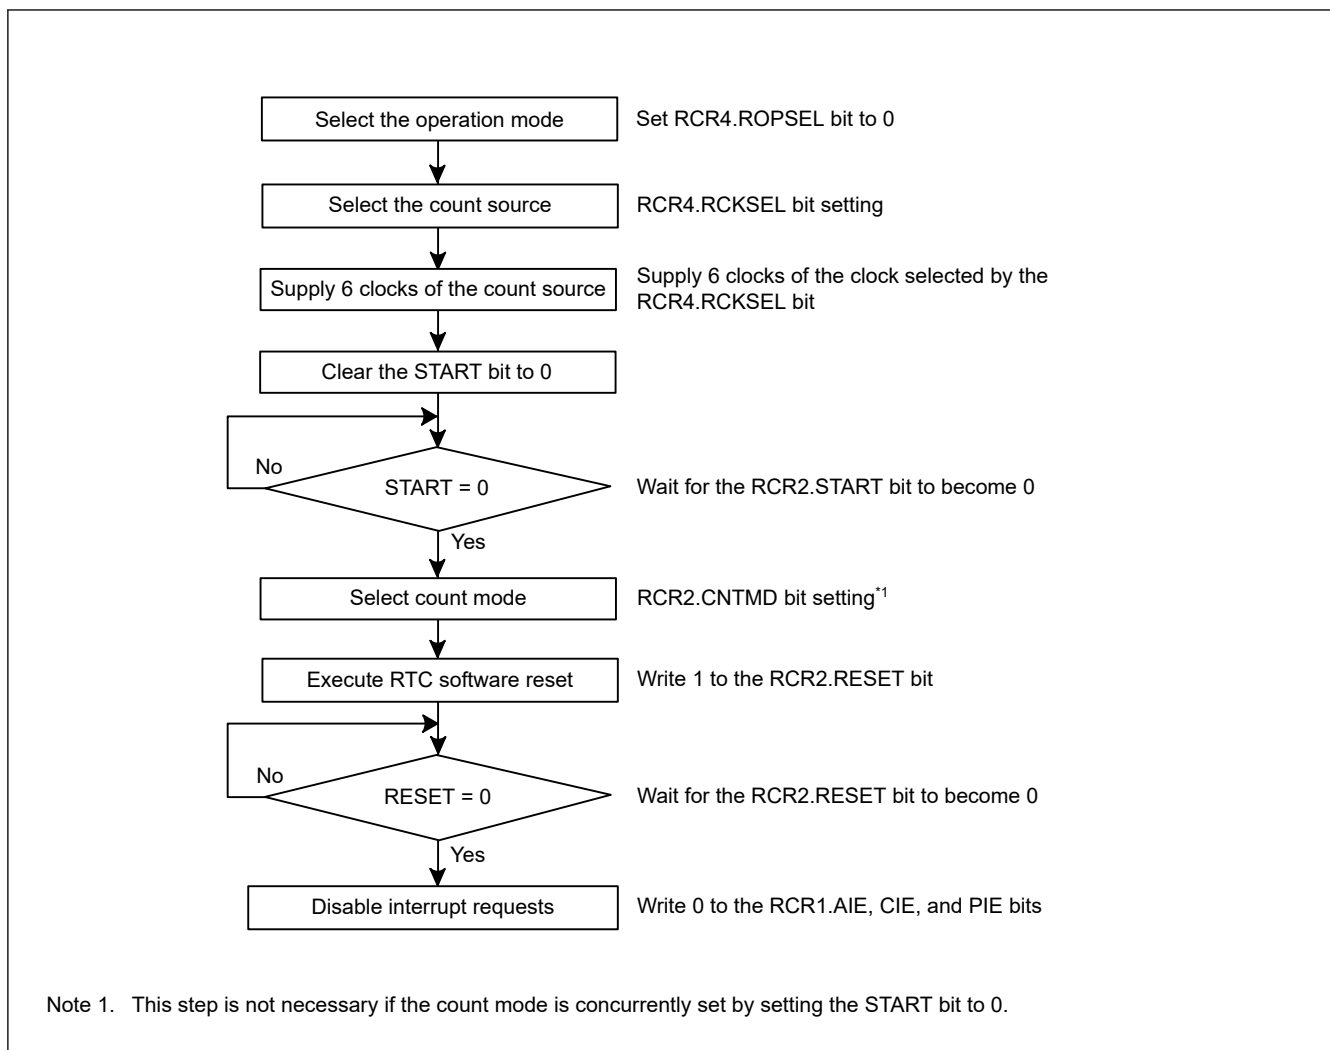 Select the operation mode
Set RCR4.ROPSEL bit to 0
Select the count source
RCR4.RCKSEL bit setting
Supply 6 clocks of the count source
Supply 6 clocks of the clock selected by the
RCR4.RCKSEL bit
Clear the START bit to 0
No
START = 0
Wait for the RCR2.START bit to become 0
Yes
Select count mode
RCR2.CNTMD bit setting*1
Execute RTC software reset
Write 1 to the RCR2.RESET bit
No
RESET = 0
Wait for the RCR2.RESET bit to become 0
Yes
Disable interrupt requests
Write 0 to the RCR1.AIE, CIE, and PIE bits
Note 1. This step is not necessary if the count mode is concurrently set by setting the START bit to 0.